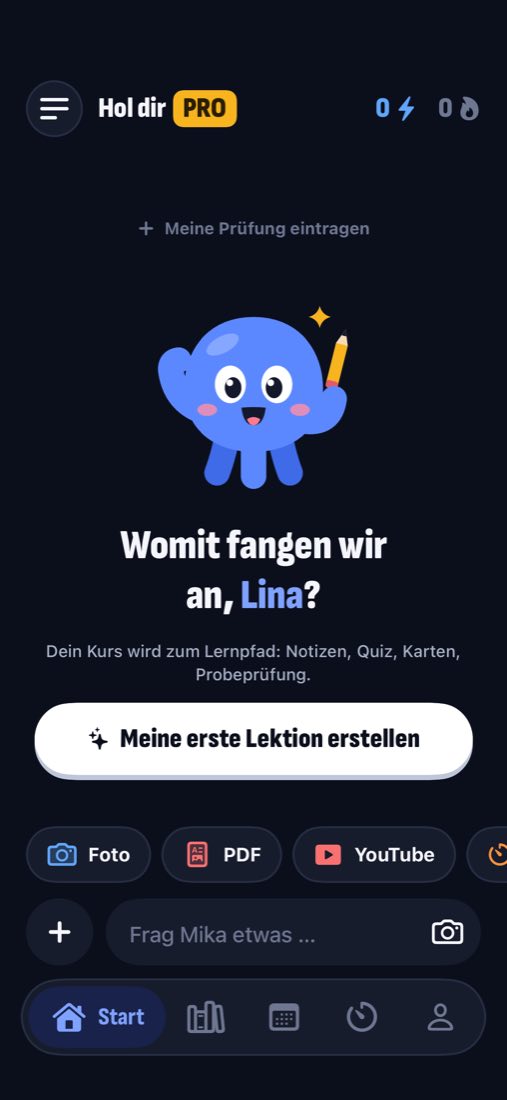 Hol dir PRO
0 0
Meine Prüfung eintragen
Womit fangen wir
an, Lina?
Dein Kurs wird zum Lernpfad: Notizen, Quiz, Karten,
Probeprüfung.
Meine erste Lektion erstellen
Foto PDF YouTube
Frag Mika etwas ...
Start